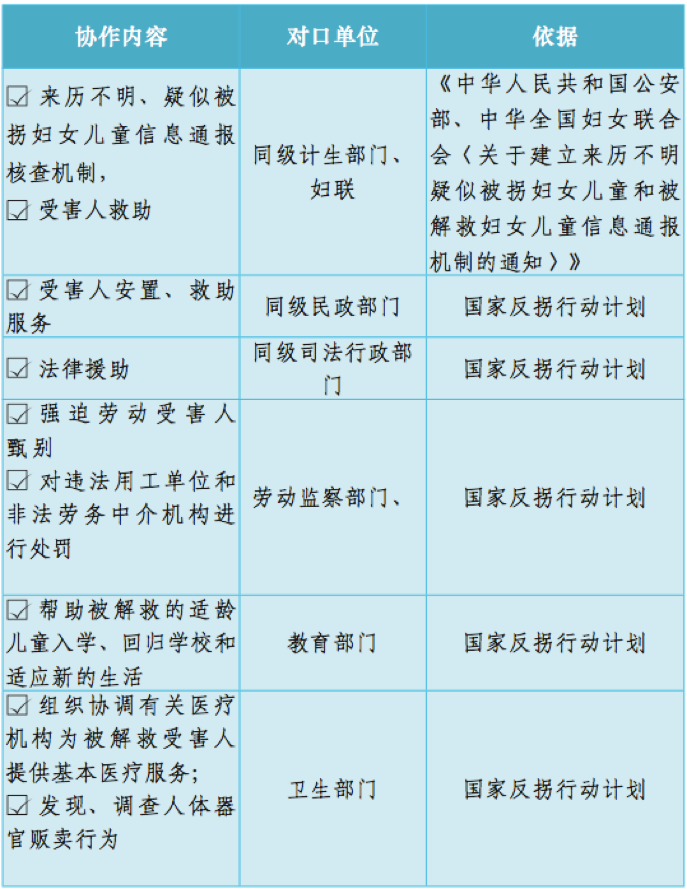 协作内容
对口单位
依据
☑ 来历不明、疑似被
拐妇女儿童信息通报
核查机制，
☑ 受害人救助
同级计生部门、
妇联
《中华人民共和国公安
部、中华全国妇女联合
会〈关于建立来历不明
疑似被拐妇女儿童和被
解救妇女儿童信息通报
机制的通知〉》
☑ 受害人安置、救助
服务
同级民政部门
国家反拐行动计划
☑ 法律援助
同级司法行政部
门
国家反拐行动计划
☑ 强迫劳动受害人
甄别
☑ 对违法用工单位和
非法劳务中介机构进
行处罚
劳动监察部门、
国家反拐行动计划
☑ 帮助被解救的适龄
儿童入学、回归学校和
适应新的生活
教育部门
国家反拐行动计划
☑ 组织协调有关医疗
机构为被解救受害人
提供基本医疗服务；
☑ 发现、调查人体器
官贩卖行为
卫生部门
国家反拐行动计划